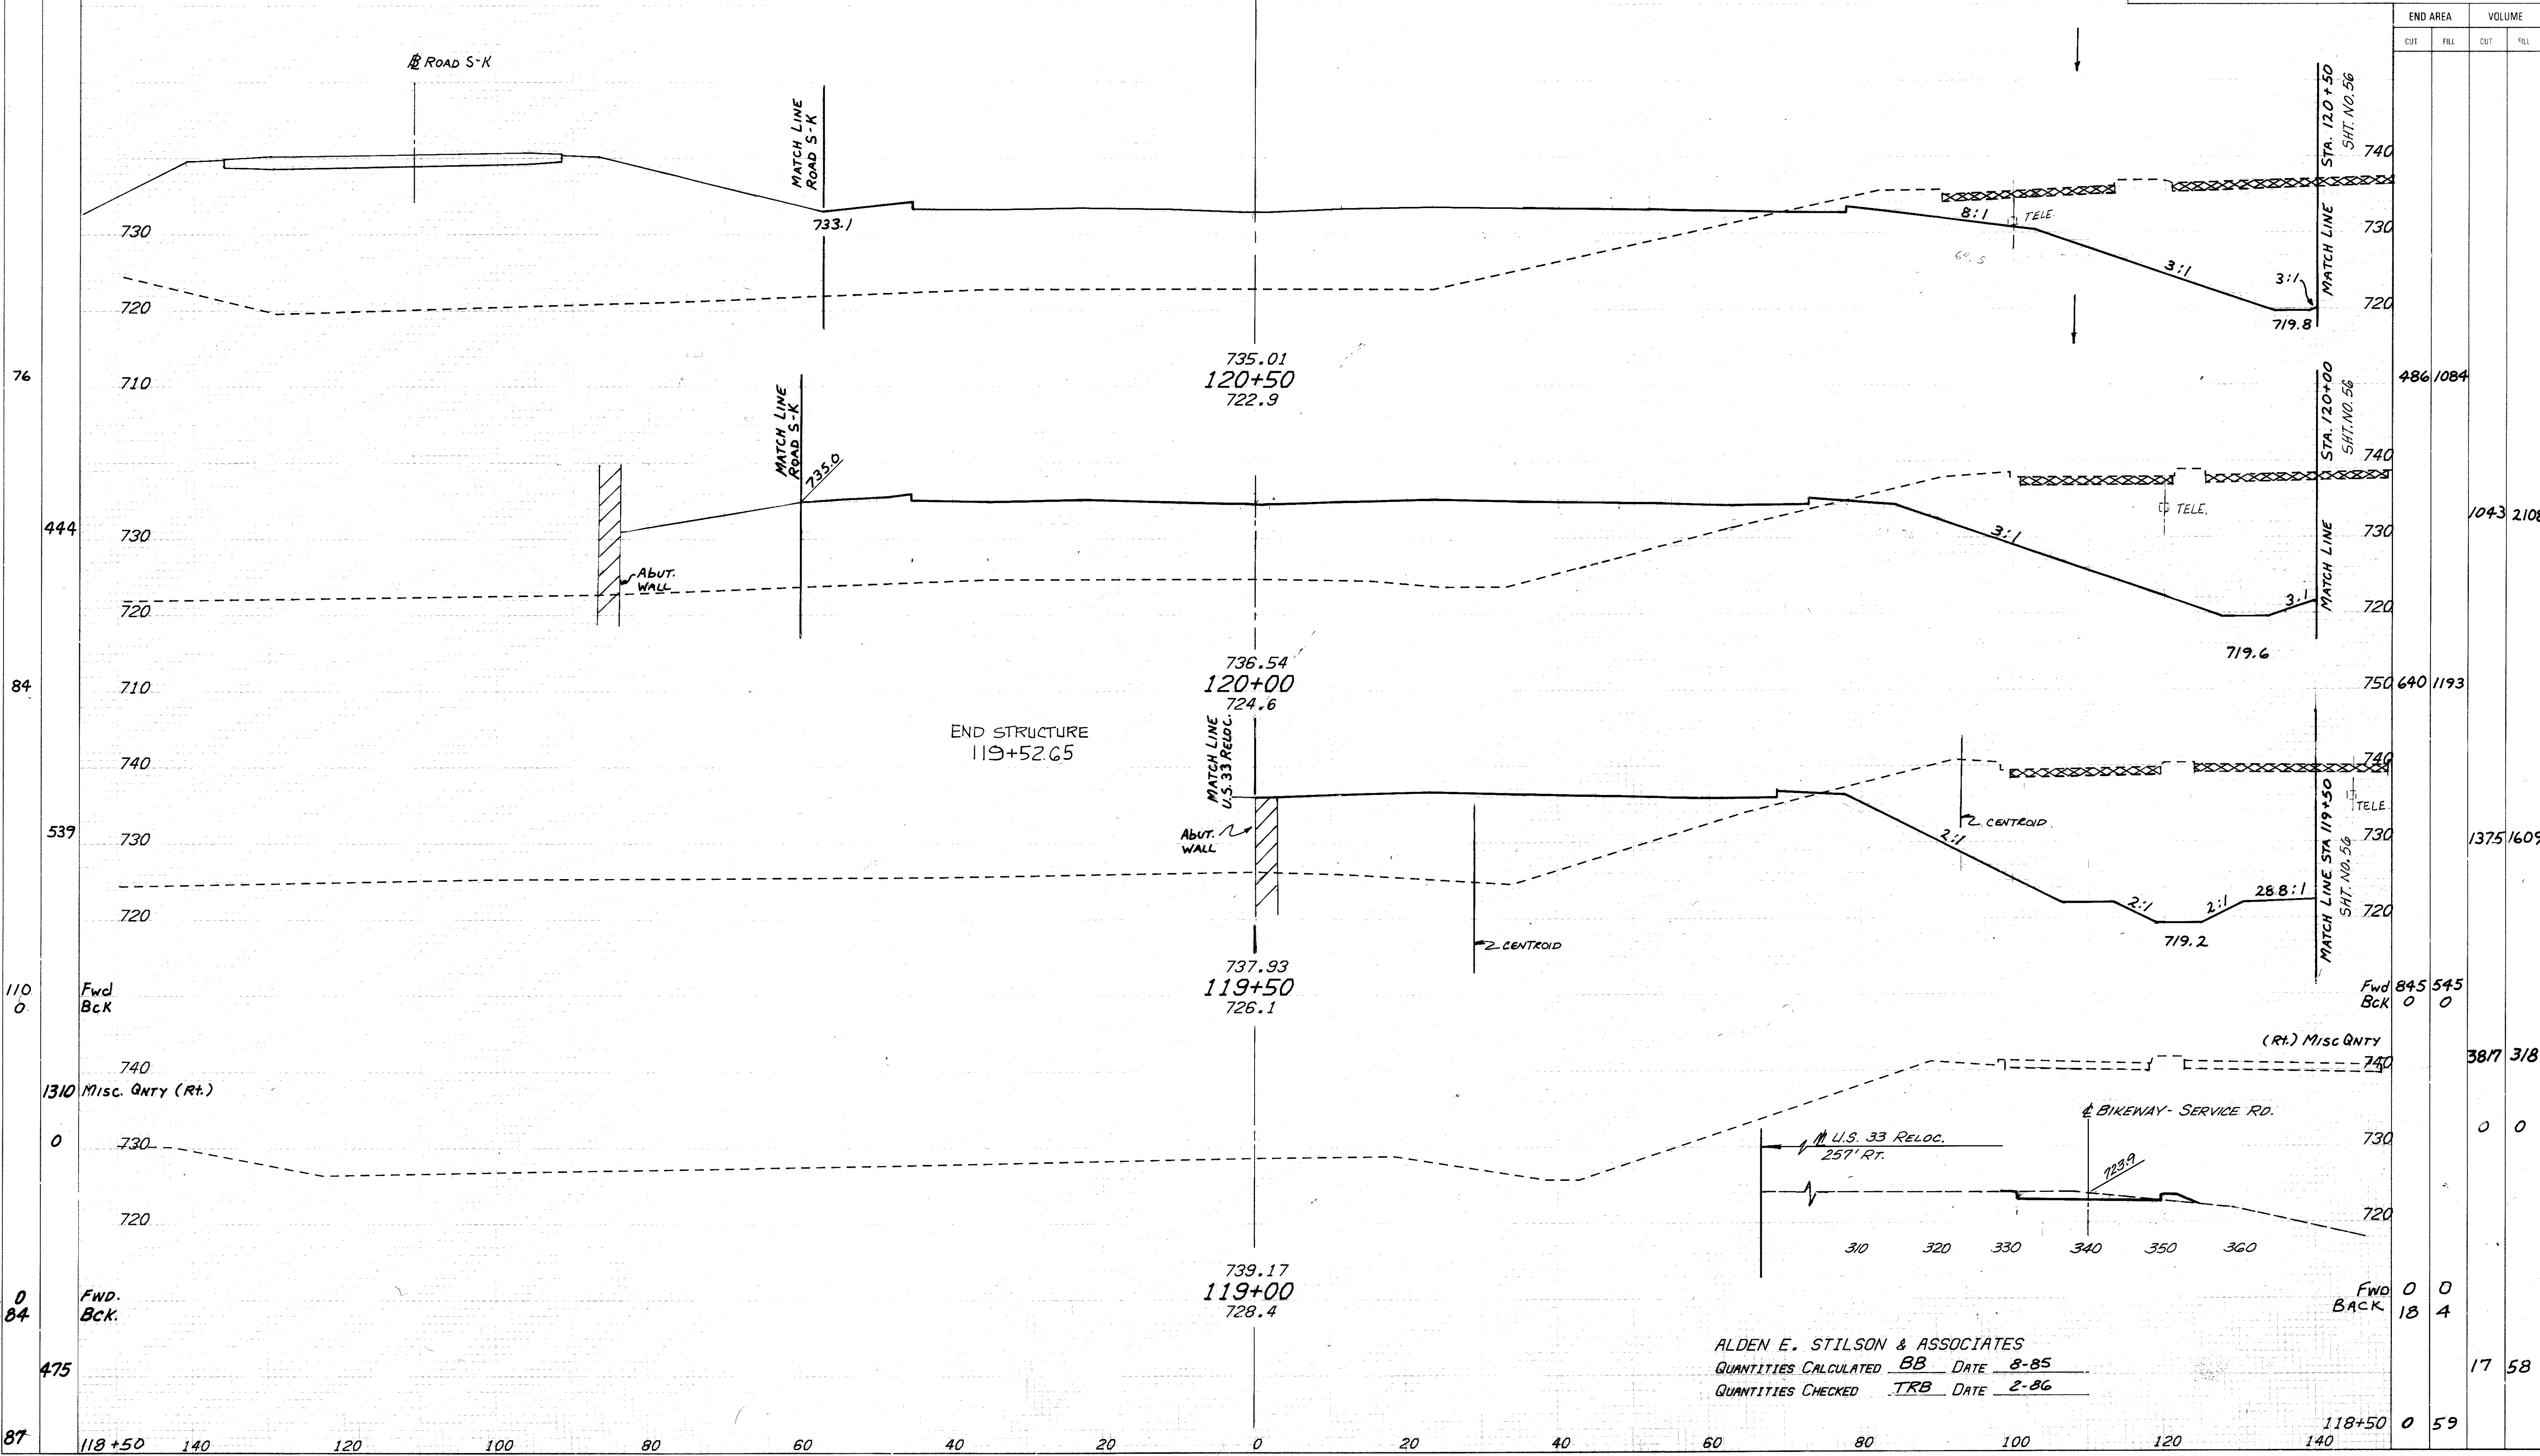 END AREA VOLUME
CUT FILL CUT FILL
℄ ROAD S-K
MATCH LINE
ROAD S-K
733.1
8:1
TELE.
3:1
3:1
719.8
MATCH LINE STA. 120+50
SHT. NO. 56
740
730 730
720 720
710
735.01
120+50
722.9
76
486 1084
MATCH LINE
ROAD S-K
735.0
ABUT.
WALL
3:1
TELE.
3:1
719.6
MATCH LINE STA. 120+00
SHT. NO. 56
740
444
1043 2108
730 730
720 720
710
736.54
120+00
724.6
84
750 640 1193
END STRUCTURE
119+52.65
MATCH LINE
U.S. 33 RELOC.
ABUT.
WALL
CENTROID
CENTROID
2:1
2:1
2:1
28.8:1
719.2
TELE
MATCH LINE STA 119+50
SHT. NO. 56
740 740
539
1375 1609
730 730
720 720
737.93
119+50
726.1
110 Fwd
0 Bck
Fwd 845 545
Bck 0 0
(Rt.) MISC QNTY
3817 318
740 740
1310 MISC. QNTY (Rt.)
0
0 0
730 730
720 720
℄ BIKEWAY - SERVICE RD.
U.S. 33 RELOC.
257' RT.
723.9
310 320 330 340 350 360
739.17
119+00
728.4
0 FWD.
84 BCK.
FWD 0 0
BACK 18 4
475
17 58
ALDEN E. STILSON & ASSOCIATES
QUANTITIES CALCULATED BB DATE 8-85
QUANTITIES CHECKED TRB DATE 2-86
118+50 0 59
87 118+50 140 120 100 80 60 40 20 0 20 40 60 80 100 120 140